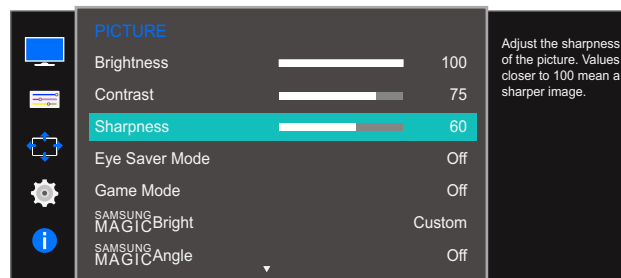 PICTURE
Brightness 100
Contrast 75
Sharpness 60
Eye Saver Mode Off
Game Mode Off
SAMSUNG MAGIC Bright Custom
SAMSUNG MAGIC Angle Off
i
Adjust the sharpness
of the picture. Values
closer to 100 mean a
sharper image.